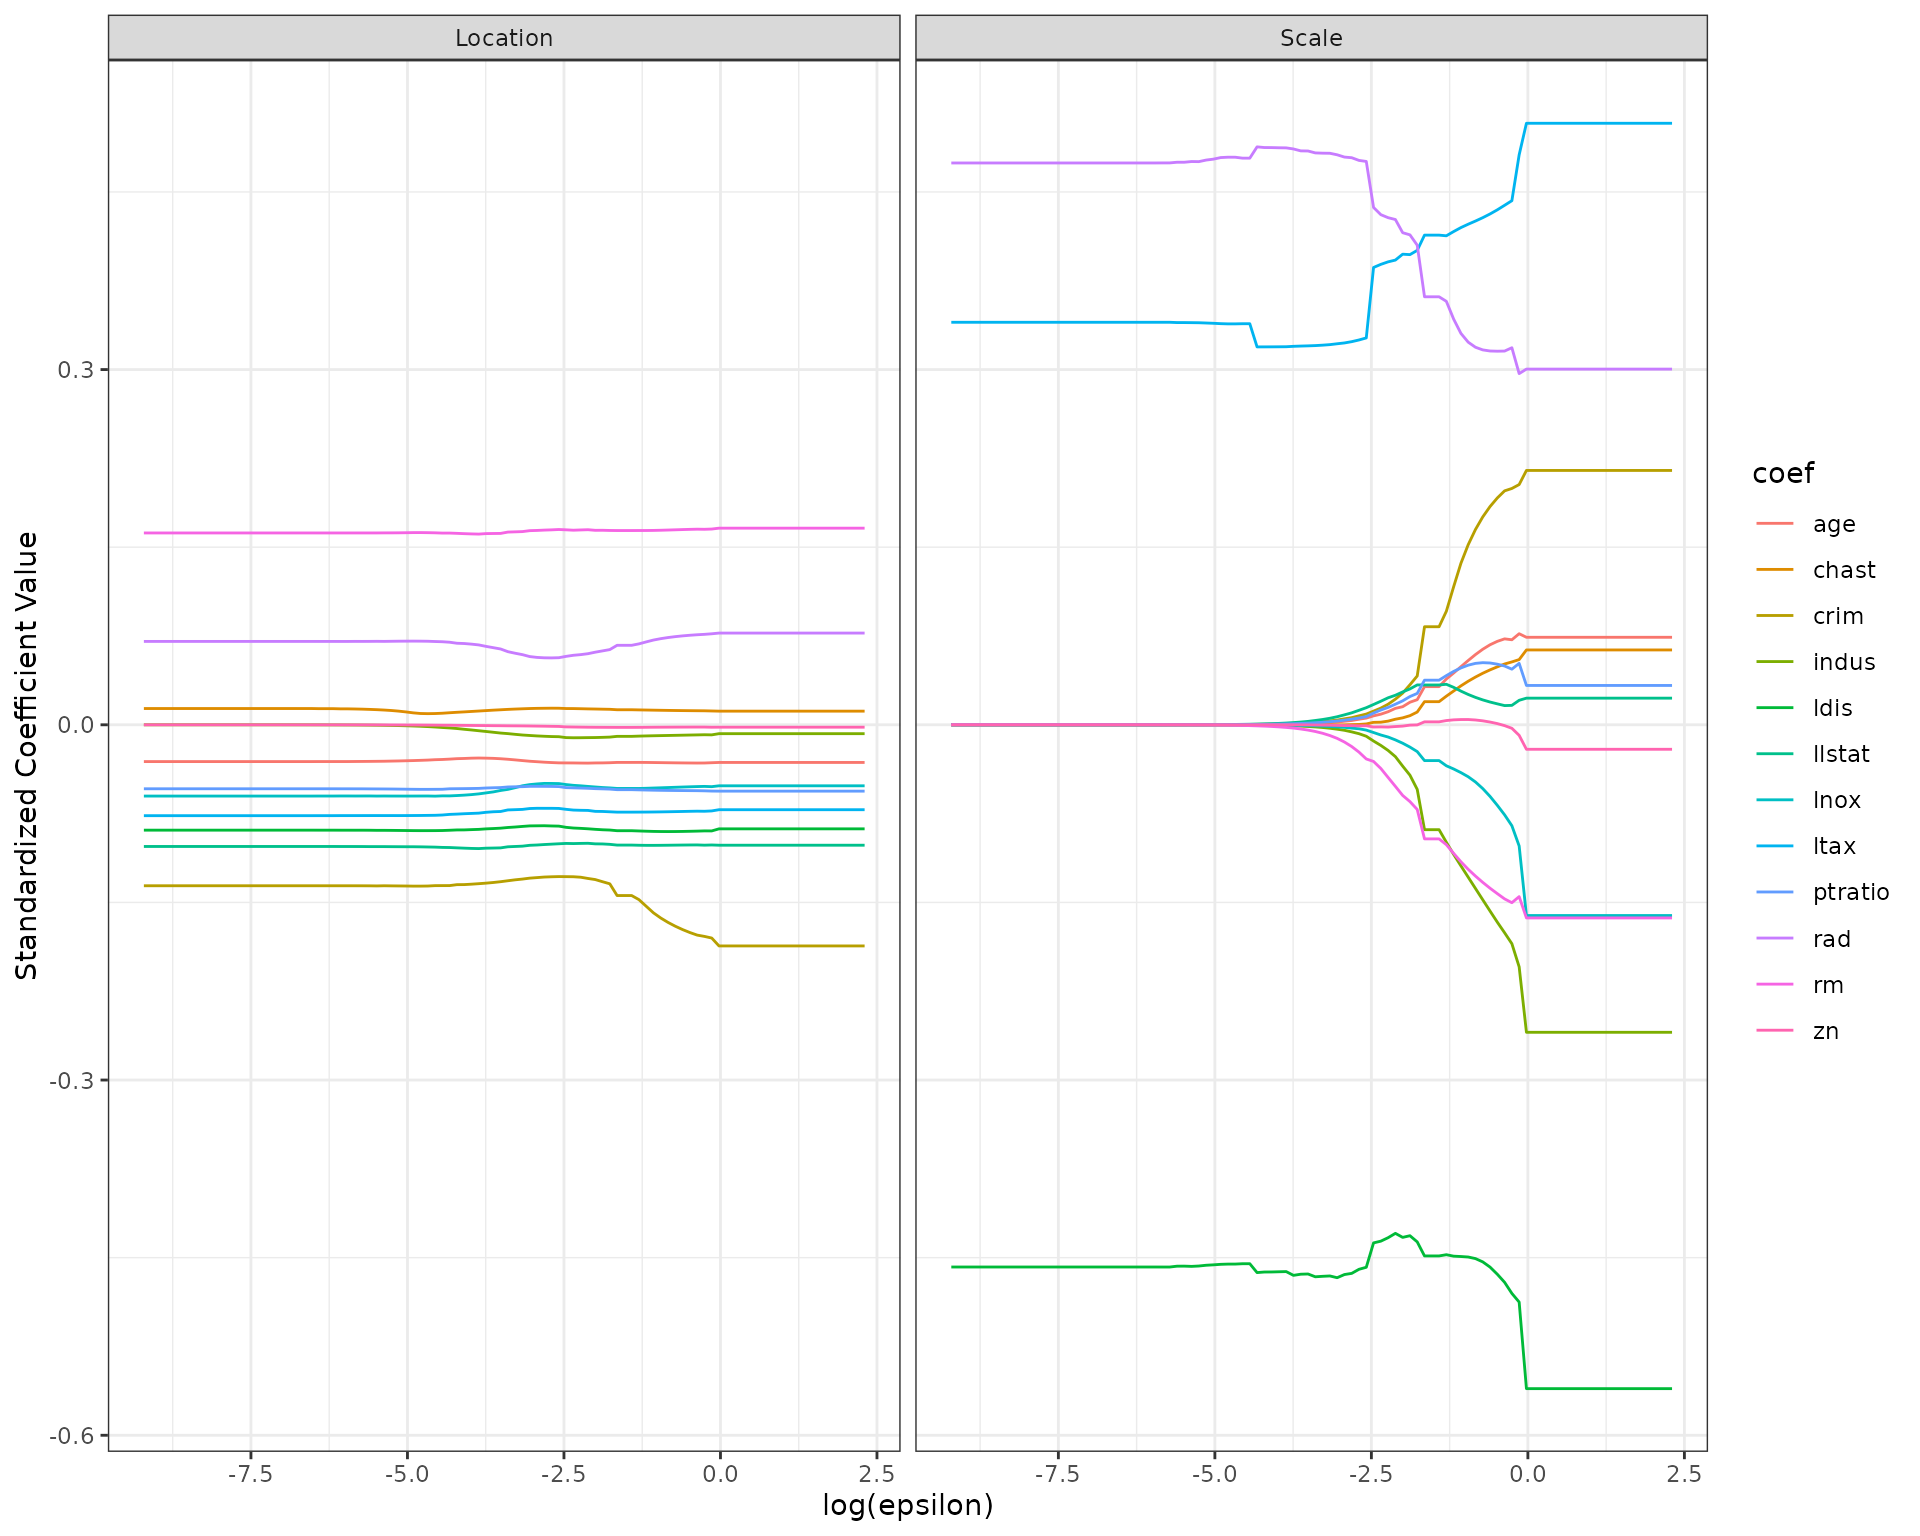 Location
Scale
Standardized Coefficient Value
0.3
0.0
-0.3
-0.6
-7.5
-5.0
-2.5
0.0
2.5
-7.5
-5.0
-2.5
0.0
2.5
log(epsilon)
coef
age
chast
crim
indus
ldis
llstat
lnox
ltax
ptratio
rad
rm
zn